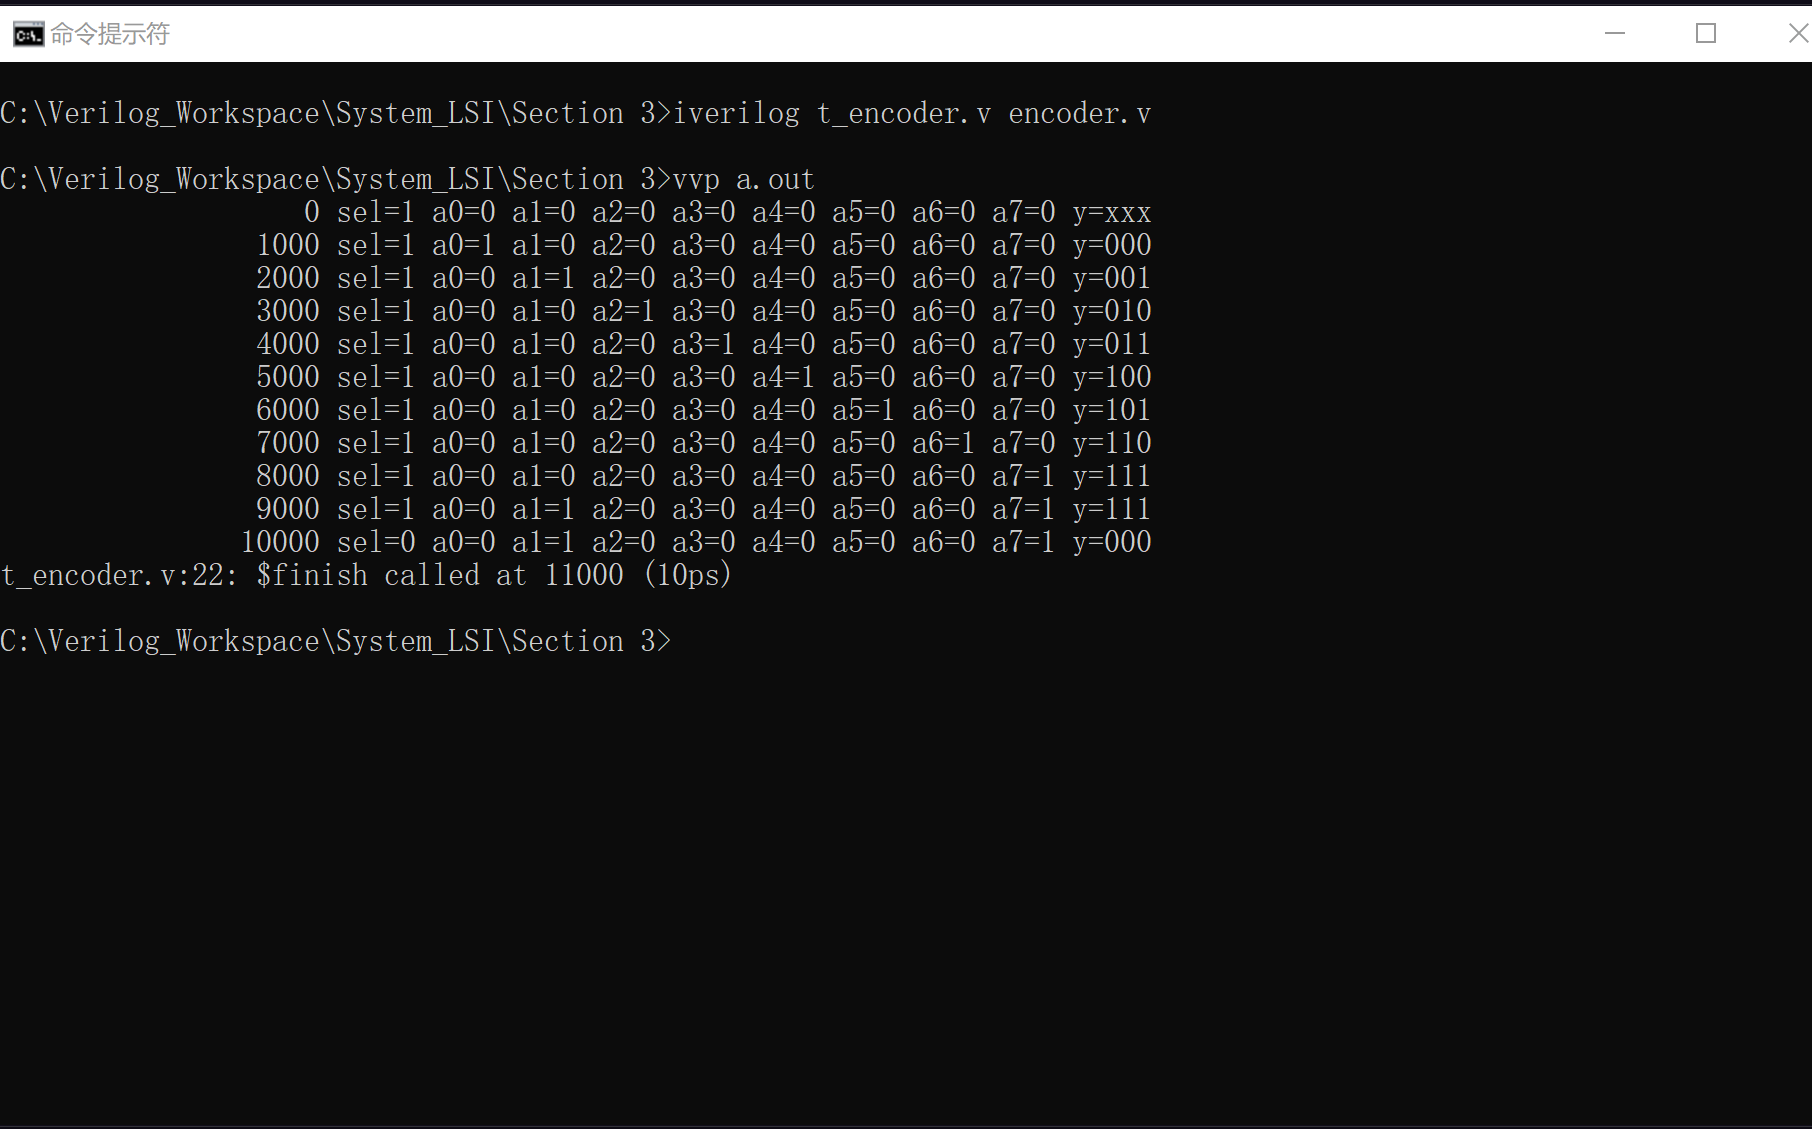 命令提示符
C:\Verilog_Workspace\System_LSI\Section 3>iverilog t_encoder.v encoder.v
C:\Verilog_Workspace\System_LSI\Section 3>vvp a.out
0 sel=1 a0=0 a1=0 a2=0 a3=0 a4=0 a5=0 a6=0 a7=0 y=xxx
1000 sel=1 a0=1 a1=0 a2=0 a3=0 a4=0 a5=0 a6=0 a7=0 y=000
2000 sel=1 a0=0 a1=1 a2=0 a3=0 a4=0 a5=0 a6=0 a7=0 y=001
3000 sel=1 a0=0 a1=0 a2=1 a3=0 a4=0 a5=0 a6=0 a7=0 y=010
4000 sel=1 a0=0 a1=0 a2=0 a3=1 a4=0 a5=0 a6=0 a7=0 y=011
5000 sel=1 a0=0 a1=0 a2=0 a3=0 a4=1 a5=0 a6=0 a7=0 y=100
6000 sel=1 a0=0 a1=0 a2=0 a3=0 a4=0 a5=1 a6=0 a7=0 y=101
7000 sel=1 a0=0 a1=0 a2=0 a3=0 a4=0 a5=0 a6=1 a7=0 y=110
8000 sel=1 a0=0 a1=0 a2=0 a3=0 a4=0 a5=0 a6=0 a7=1 y=111
9000 sel=1 a0=0 a1=1 a2=0 a3=0 a4=0 a5=0 a6=0 a7=1 y=111
10000 sel=0 a0=0 a1=1 a2=0 a3=0 a4=0 a5=0 a6=0 a7=1 y=000
t_encoder.v:22: $finish called at 11000 (10ps)
C:\Verilog_Workspace\System_LSI\Section 3>